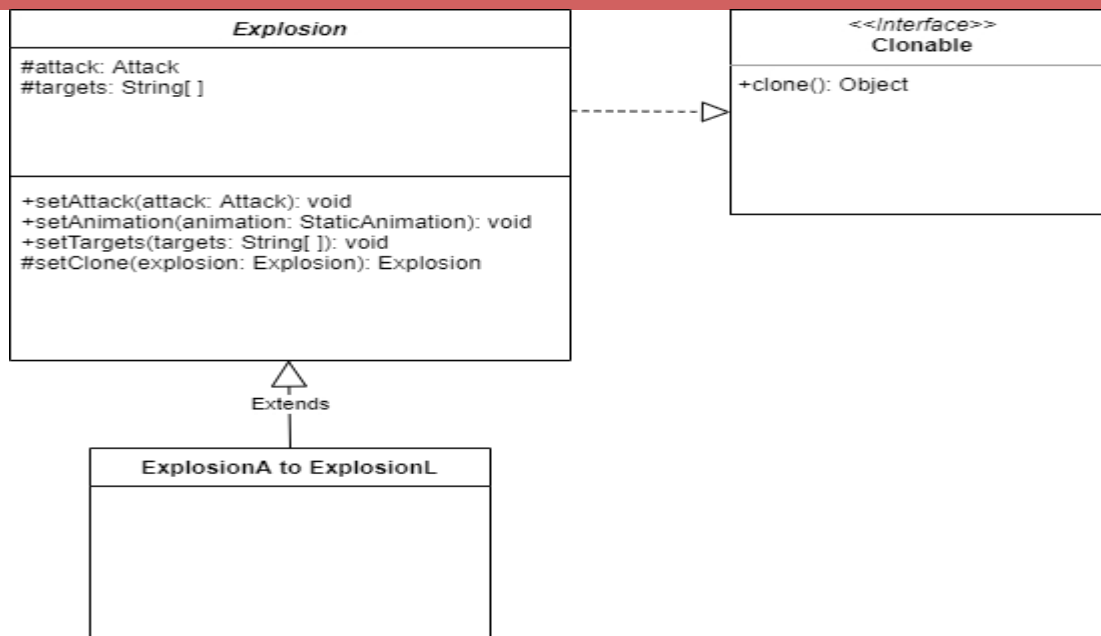 Explosion
#attack: Attack
#targets: String[ ]
+setAttack(attack: Attack): void
+setAnimation(animation: StaticAnimation): void
+setTargets(targets: String[ ]): void
#setClone(explosion: Explosion): Explosion
<<Interface>>
Clonable
+clone(): Object
Extends
ExplosionA to ExplosionL